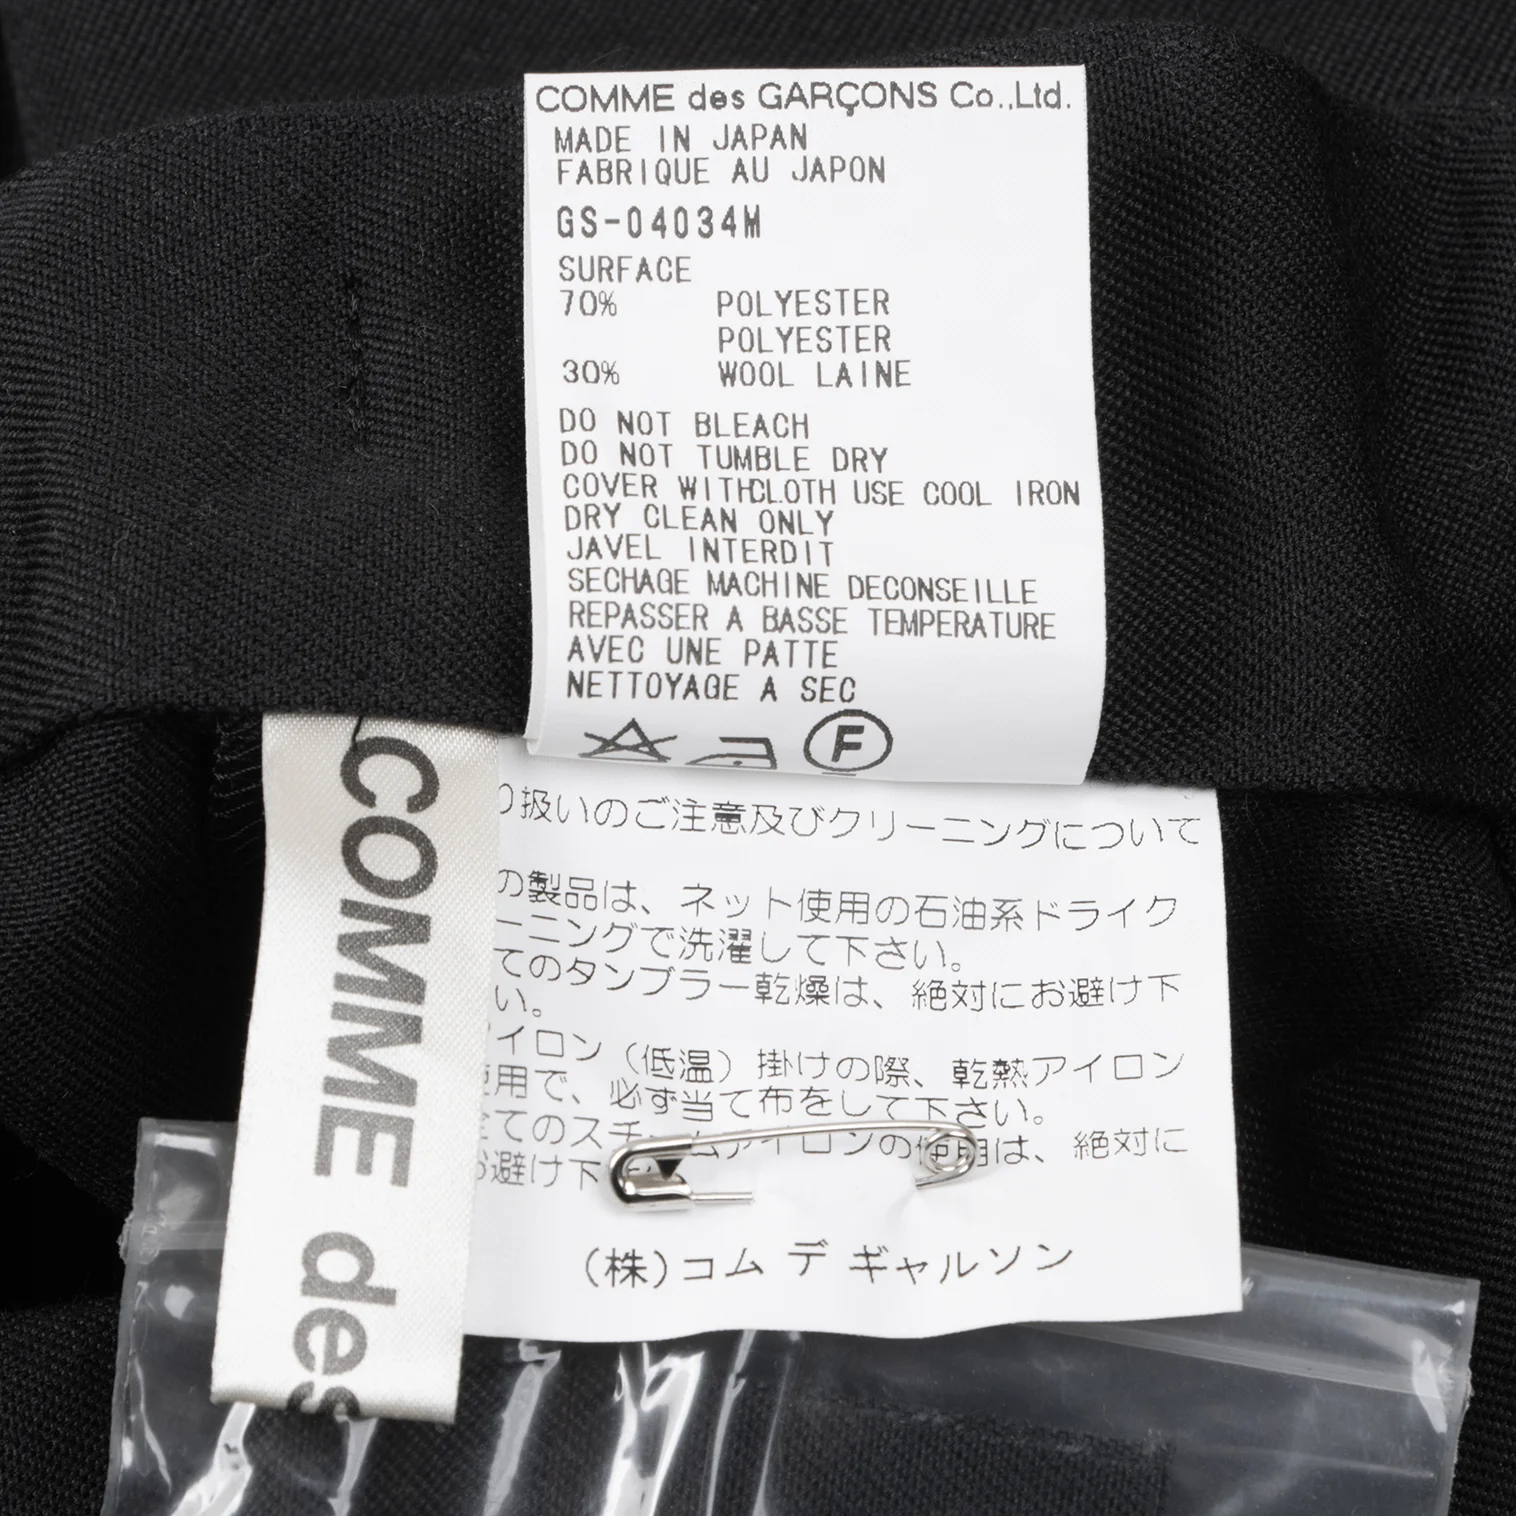 COMME des GARÇONS Co.,Ltd.
MADE IN JAPAN
FABRIQUE AU JAPON
GS-04034M
SURFACE
70% POLYESTER
POLYESTER
30% WOOL LAINE
DO NOT BLEACH
DO NOT TUMBLE DRY
COVER WITHCLOTH USE COOL IRON
DRY CLEAN ONLY
JAVEL INTERDIT
SECHAGE MACHINE DECONSEILLE
REPASSER A BASSE TEMPERATURE
AVEC UNE PATTE
NETTOYAGE A SEC
F
COMME des
り扱いのご注意及びクリーニングについて
の製品は、ネット使用の石油系ドライク
ーニングで洗濯して下さい。
てのタンブラー乾燥は、絶対にお避け下
い。
アイロン（低温）掛けの際、乾熱アイロン
使用で、必ず当て布をして下さい。
てのスチームアイロンの使用は、絶対に
お避け下
(株)コム デ ギャルソン